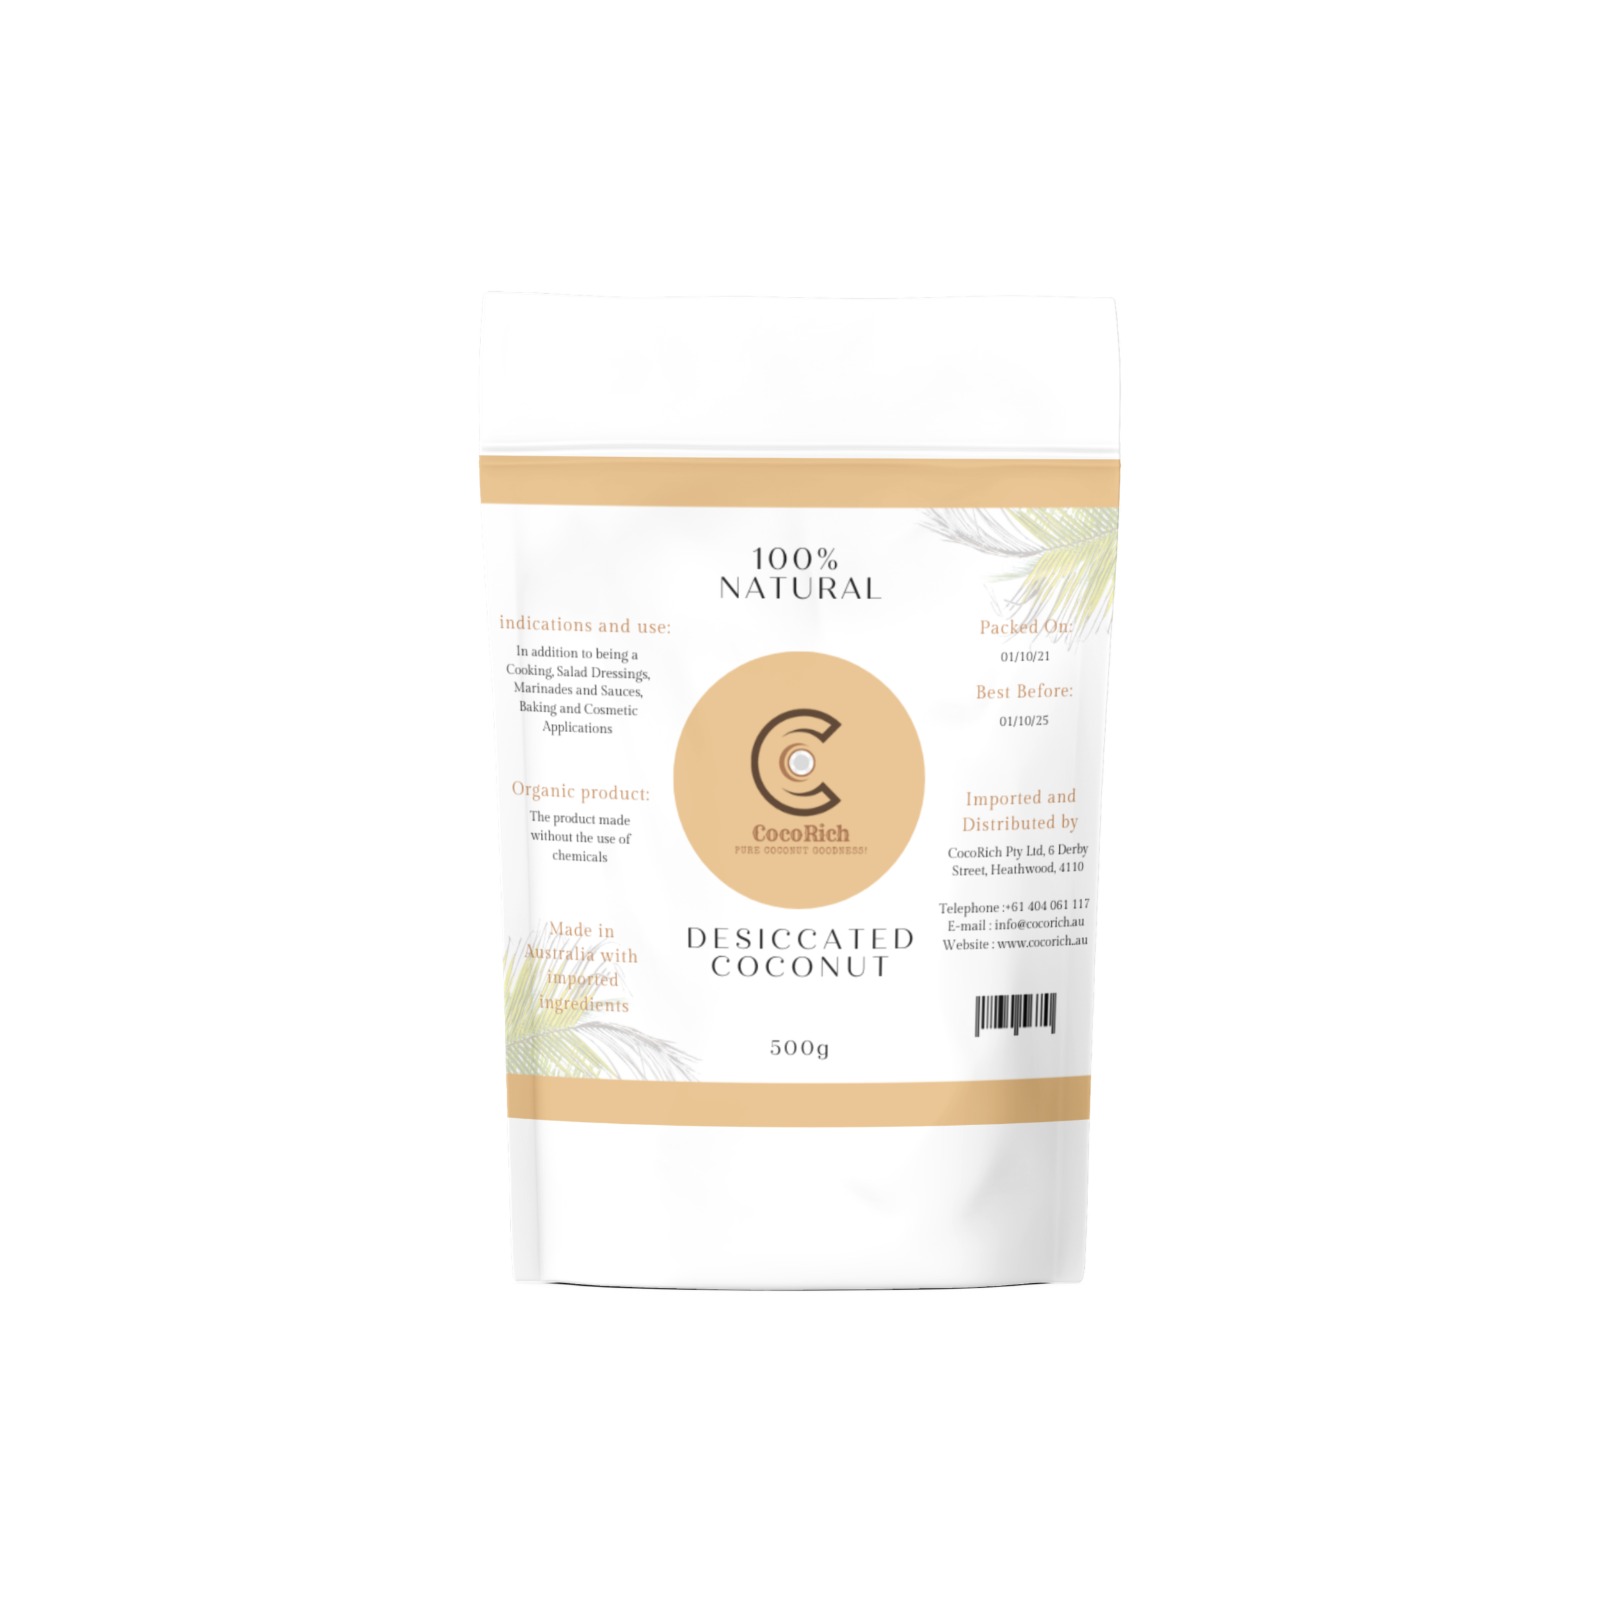 100%
NATURAL
indications and use:
In addition to being a
Cooking, Salad Dressings,
Marinades and Sauces,
Baking and Cosmetic
Applications
Organic product:
The product made
without the use of
chemicals
Made in
Australia with
imported
ingredients
CocoRich
PURE COCONUT GOODNESS!
DESICCATED
COCONUT
500g
Packed On:
01/10/21
Best Before:
01/10/25
Imported and
Distributed by
CocoRich Pty Ltd, 6 Derby
Street, Heathwood, 4110
Telephone :+61 404 061 117
E-mail : info@cocorich.au
Website : www.cocorich.au